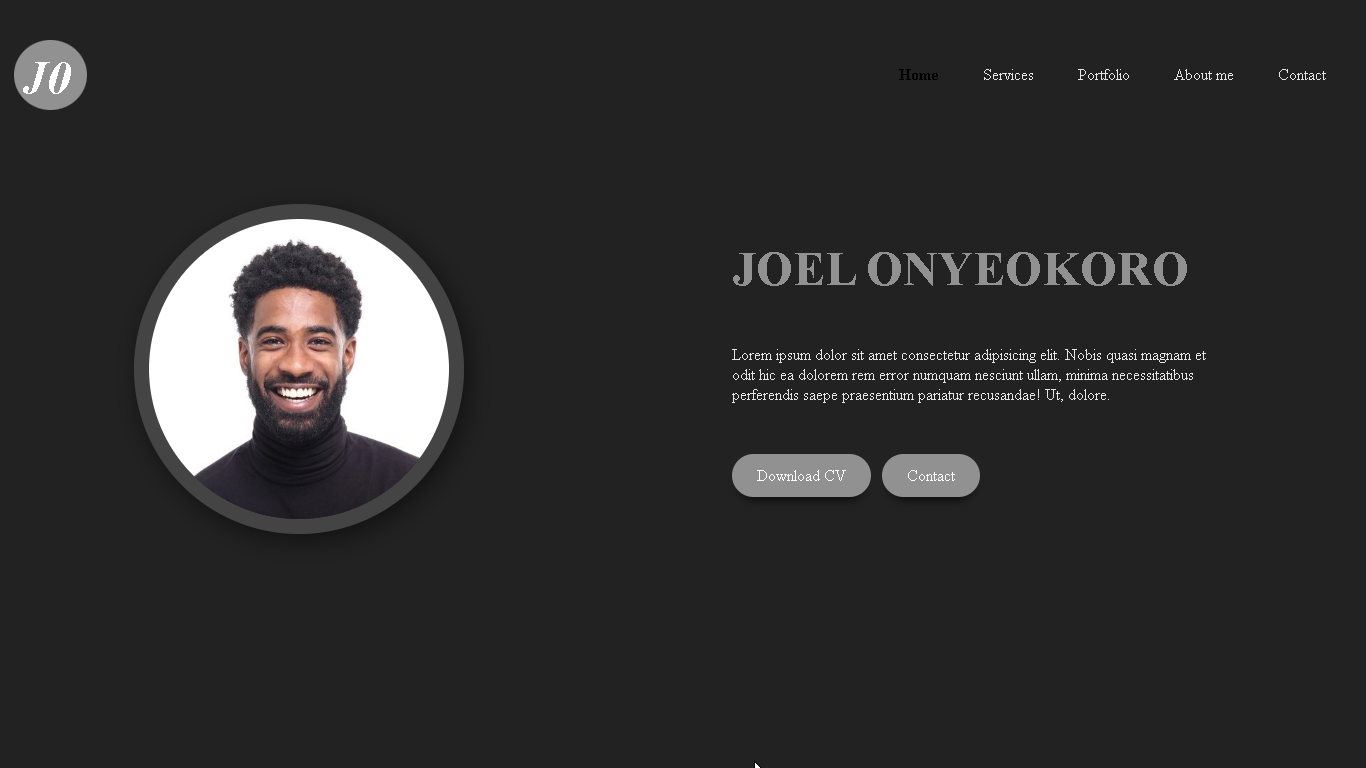 JO
Home Services Portfolio About me Contact
JOEL ONYEOKORO
Lorem ipsum dolor sit amet consectetur adipisicing elit. Nobis quasi magnam et
odit hic ea dolorem rem error numquam nesciunt ullam, minima necessitatibus
perferendis saepe praesentium pariatur recusandae! Ut, dolore.
Download CV Contact